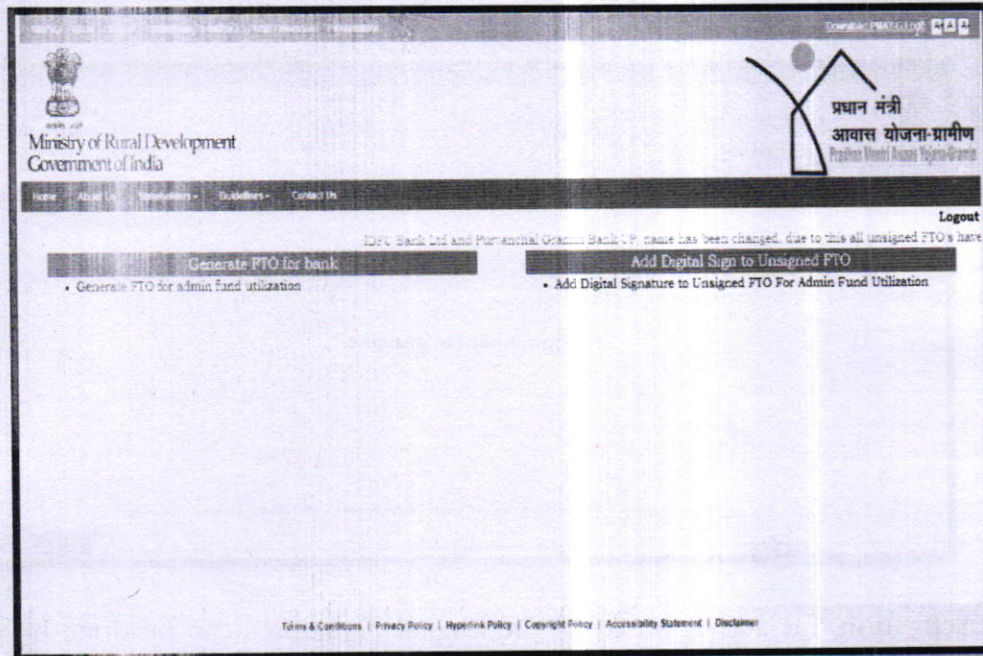 Download PMAYG Logo A A A
सत्यमेव जयते
Ministry of Rural Development
Government of India
प्रधान मंत्री
आवास योजना-ग्रामीण
Pradhan Mantri Awaas Yojana-Gramin
Home About Us Guidelines Contact Us
Logout
IDFC Bank Ltd and Purvanchal Gramin Bank name has been changed, due to this all unsigned FTO's have
Generate FTO for bank
Add Digital Sign to Unsigned FTO
• Generate FTO for admin fund utilization
• Add Digital Signature to Unsigned FTO For Admin Fund Utilization
Terms & Conditions | Privacy Policy | Hyperlink Policy | Copyright Policy | Accessibility Statement | Disclaimer